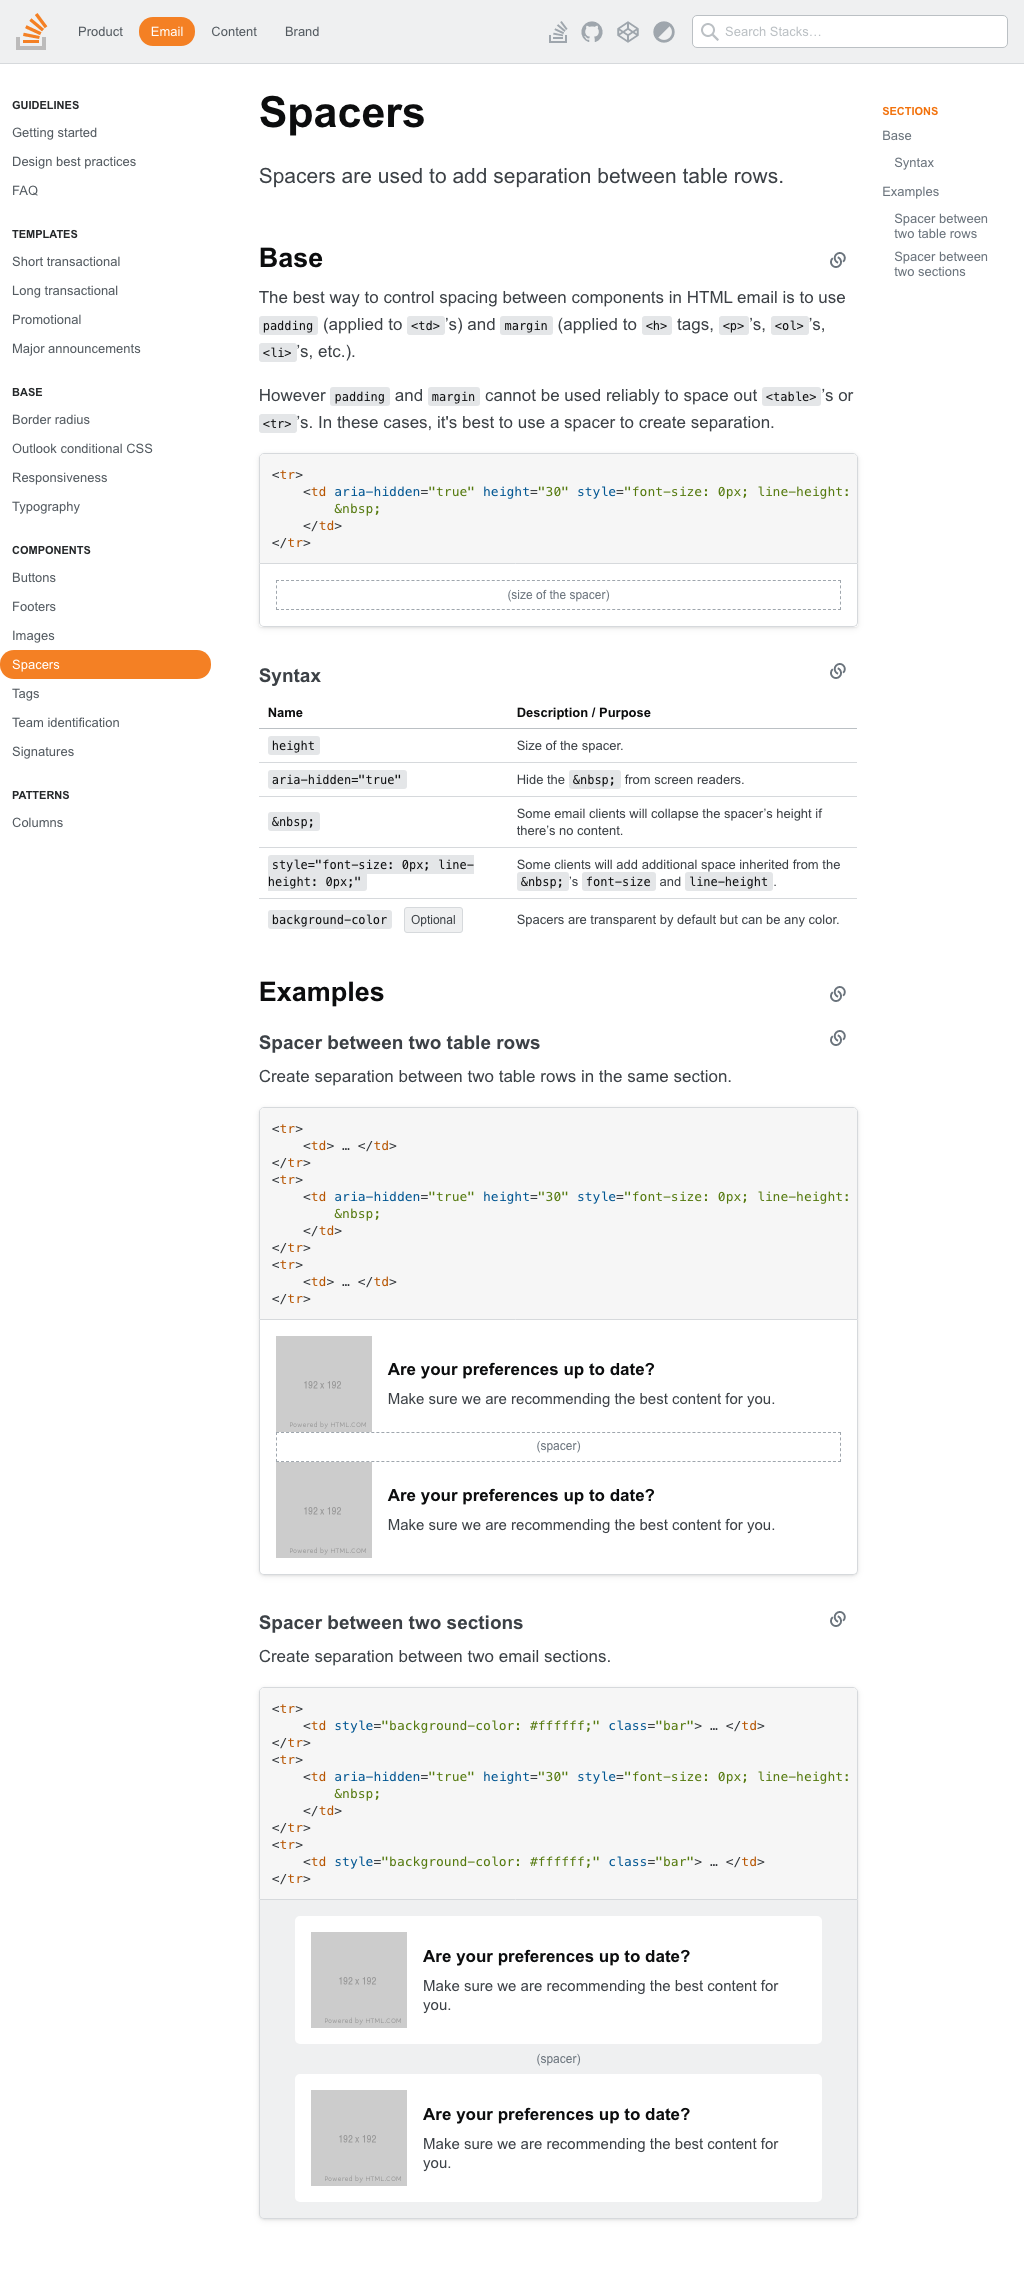 Product Email Content Brand Search Stacks…
GUIDELINES
Getting started
Design best practices
FAQ
TEMPLATES
Short transactional
Long transactional
Promotional
Major announcements
BASE
Border radius
Outlook conditional CSS
Responsiveness
Typography
COMPONENTS
Buttons
Footers
Images
Spacers
Tags
Team identification
Signatures
PATTERNS
Columns
Spacers
Spacers are used to add separation between table rows.
Base
The best way to control spacing between components in HTML email is to use
padding (applied to <td>'s) and margin (applied to <h> tags, <p>'s, <ol>'s,
<li>'s, etc.).
However padding and margin cannot be used reliably to space out <table>'s or
<tr>'s. In these cases, it's best to use a spacer to create separation.
<tr>
    <td aria-hidden="true" height="30" style="font-size: 0px; line-height:
        &nbsp;
    </td>
</tr>
(size of the spacer)
Syntax
Name Description / Purpose
height Size of the spacer.
aria-hidden="true" Hide the &nbsp; from screen readers.
&nbsp; Some email clients will collapse the spacer's height if
there's no content.
style="font-size: 0px; line-
height: 0px;"
Some clients will add additional space inherited from the
&nbsp;'s font-size and line-height.
background-color Optional Spacers are transparent by default but can be any color.
Examples
Spacer between two table rows
Create separation between two table rows in the same section.
<tr>
    <td> … </td>
</tr>
<tr>
    <td aria-hidden="true" height="30" style="font-size: 0px; line-height:
        &nbsp;
    </td>
</tr>
<tr>
    <td> … </td>
</tr>
192 x 192
Powered by HTML.COM
Are your preferences up to date?
Make sure we are recommending the best content for you.
(spacer)
192 x 192
Powered by HTML.COM
Are your preferences up to date?
Make sure we are recommending the best content for you.
Spacer between two sections
Create separation between two email sections.
<tr>
    <td style="background-color: #ffffff;" class="bar"> … </td>
</tr>
<tr>
    <td aria-hidden="true" height="30" style="font-size: 0px; line-height:
        &nbsp;
    </td>
</tr>
<tr>
    <td style="background-color: #ffffff;" class="bar"> … </td>
</tr>
192 x 192
Powered by HTML.COM
Are your preferences up to date?
Make sure we are recommending the best content for
you.
(spacer)
192 x 192
Powered by HTML.COM
Are your preferences up to date?
Make sure we are recommending the best content for
you.
SECTIONS
Base
Syntax
Examples
Spacer between
two table rows
Spacer between
two sections